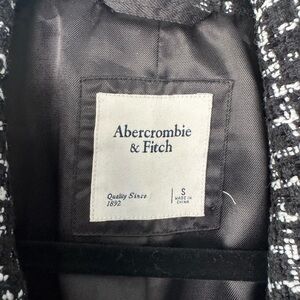 Abercrombie
& Fitch
Quality Since
1892
S
MADE IN
CHINA